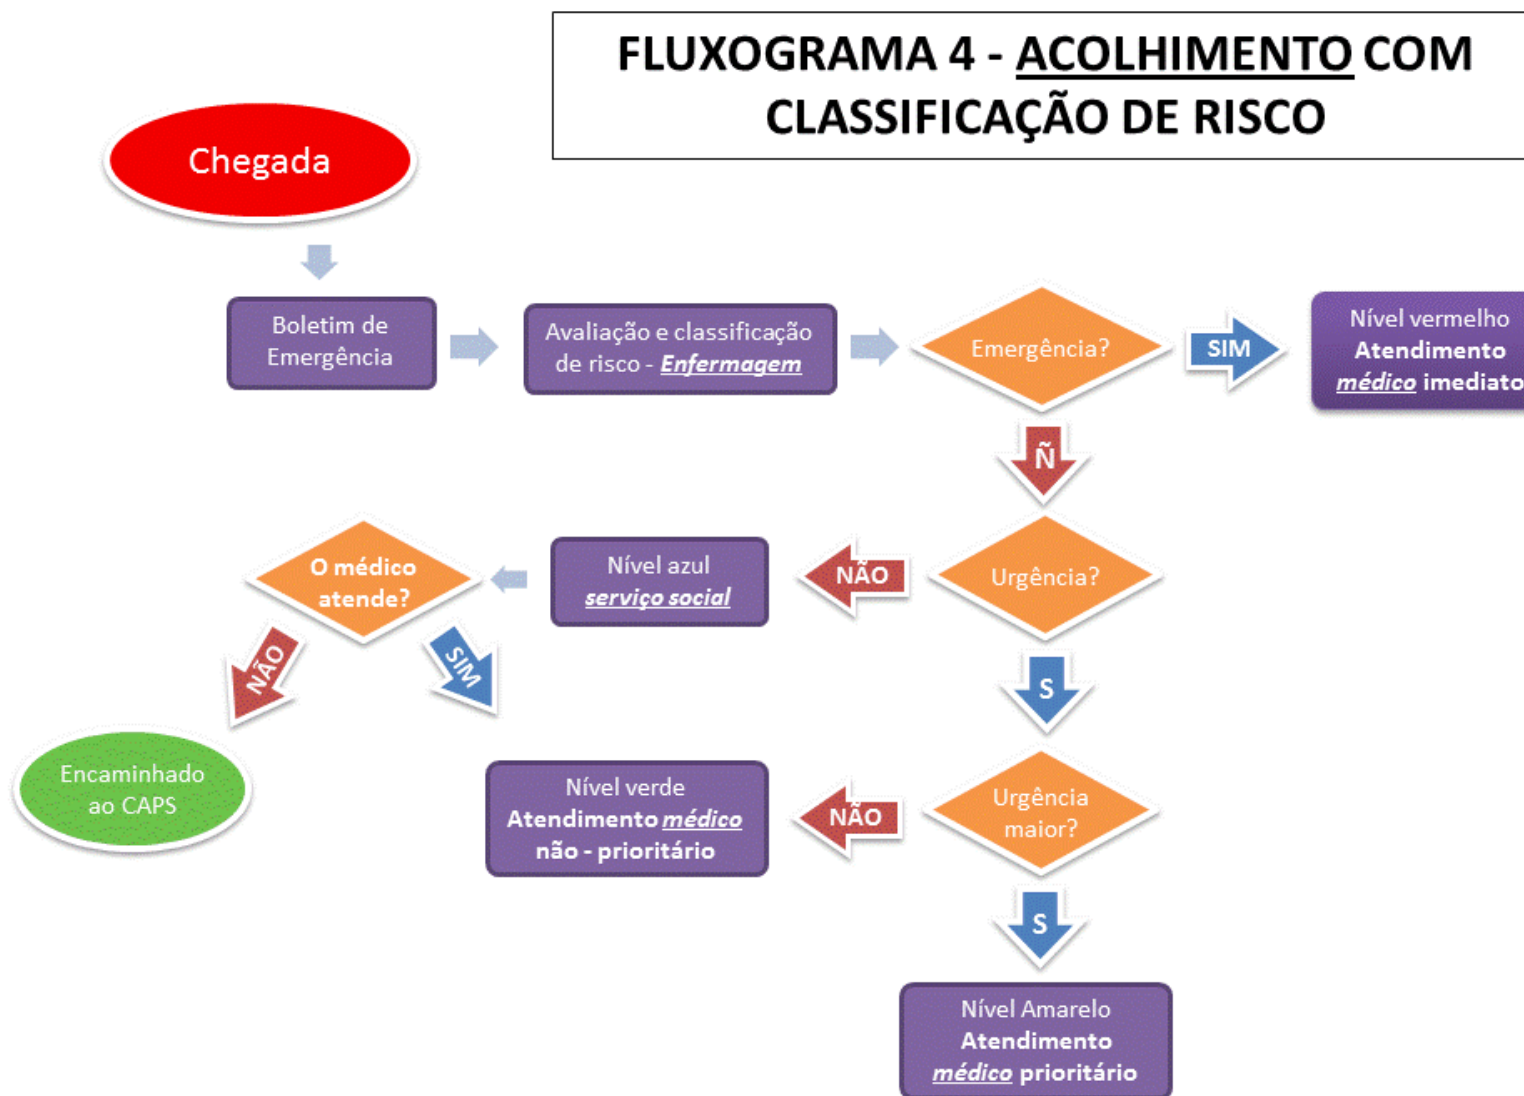 FLUXOGRAMA 4 - ACOLHIMENTO COM
CLASSIFICAÇÃO DE RISCO
Chegada
Boletim de
Emergência
Avaliação e classificação
de risco - Enfermagem
Emergência?
SIM
Nível vermelho
Atendimento
médico imediato
Ñ
Urgência?
NÃO
Nível azul
serviço social
O médico
atende?
NÃO
SIM
S
Encaminhado
ao CAPS
Nível verde
Atendimento médico
não - prioritário
NÃO
Urgência
maior?
S
Nível Amarelo
Atendimento
médico prioritário